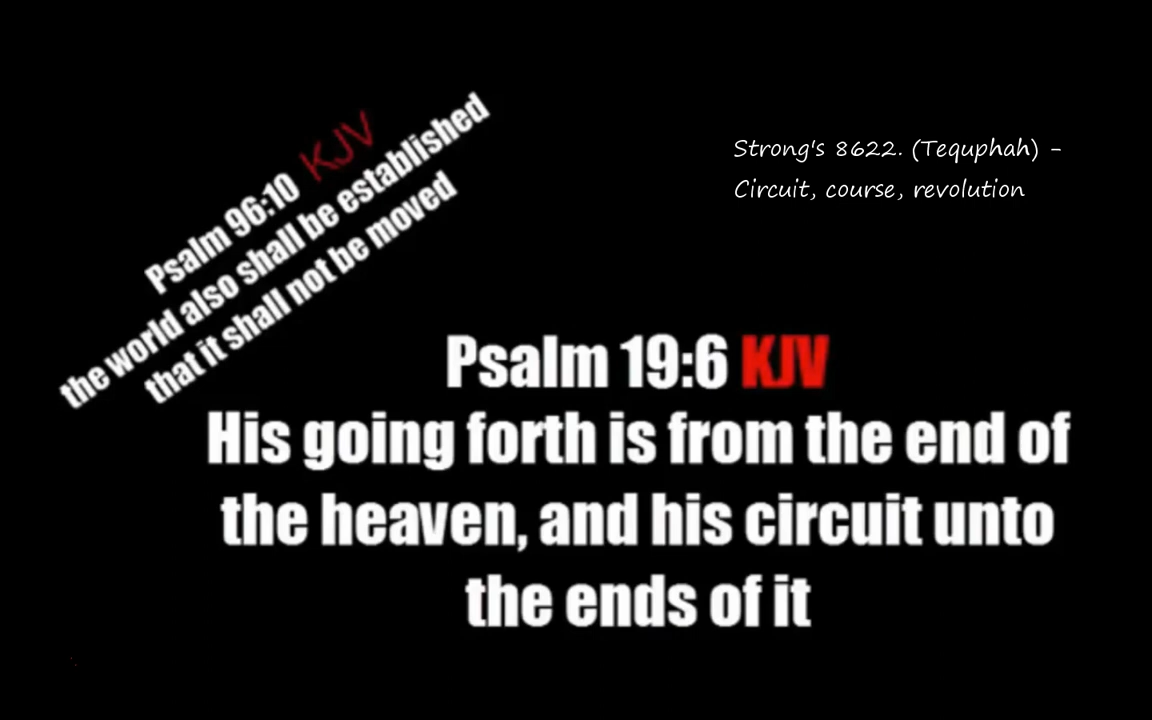 Psalm 96:10 KJV
the world also shall be established
that it shall not be moved
Strong's 8622. (Tequphah) -
Circuit, course, revolution
Psalm 19:6 KJV
His going forth is from the end of
the heaven, and his circuit unto
the ends of it